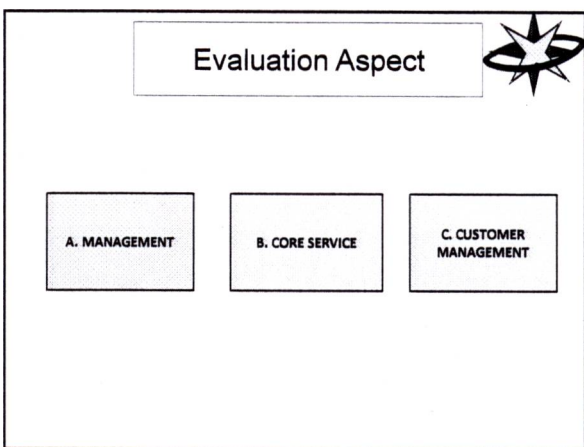 Evaluation Aspect
A. MANAGEMENT
B. CORE SERVICE
C. CUSTOMER
MANAGEMENT